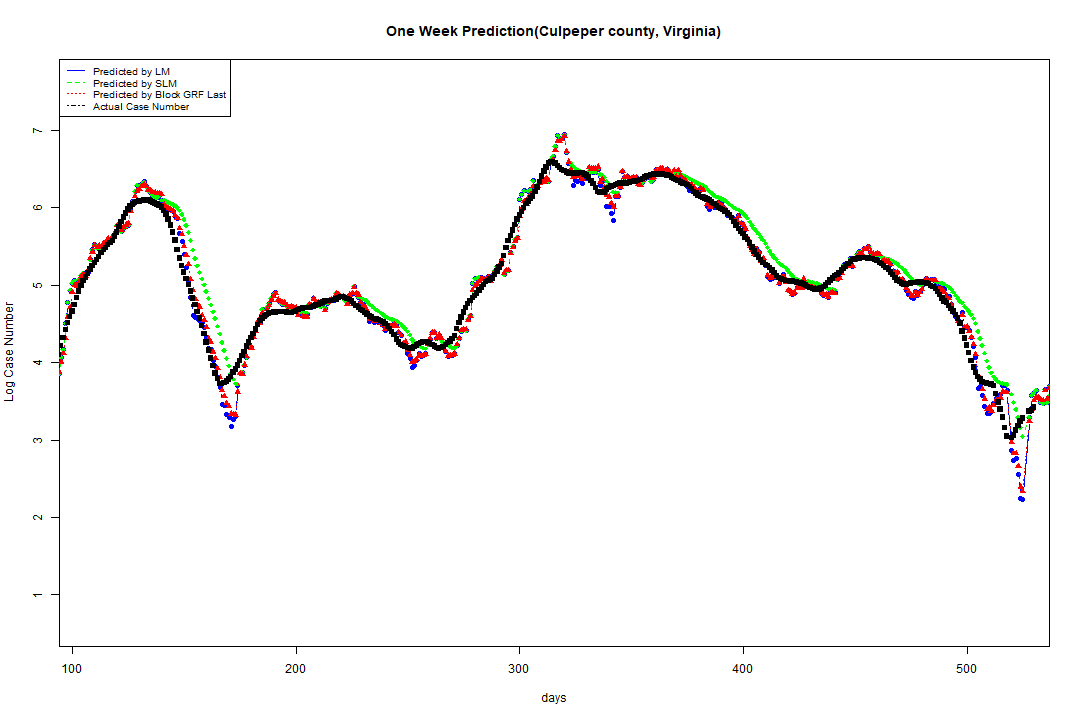 One Week Prediction(Culpeper county, Virginia)
Predicted by LM
Predicted by SLM
Predicted by Block GRF Last
Actual Case Number
7
6
5
4
3
2
1
Log Case Number
100 200 300 400 500
days